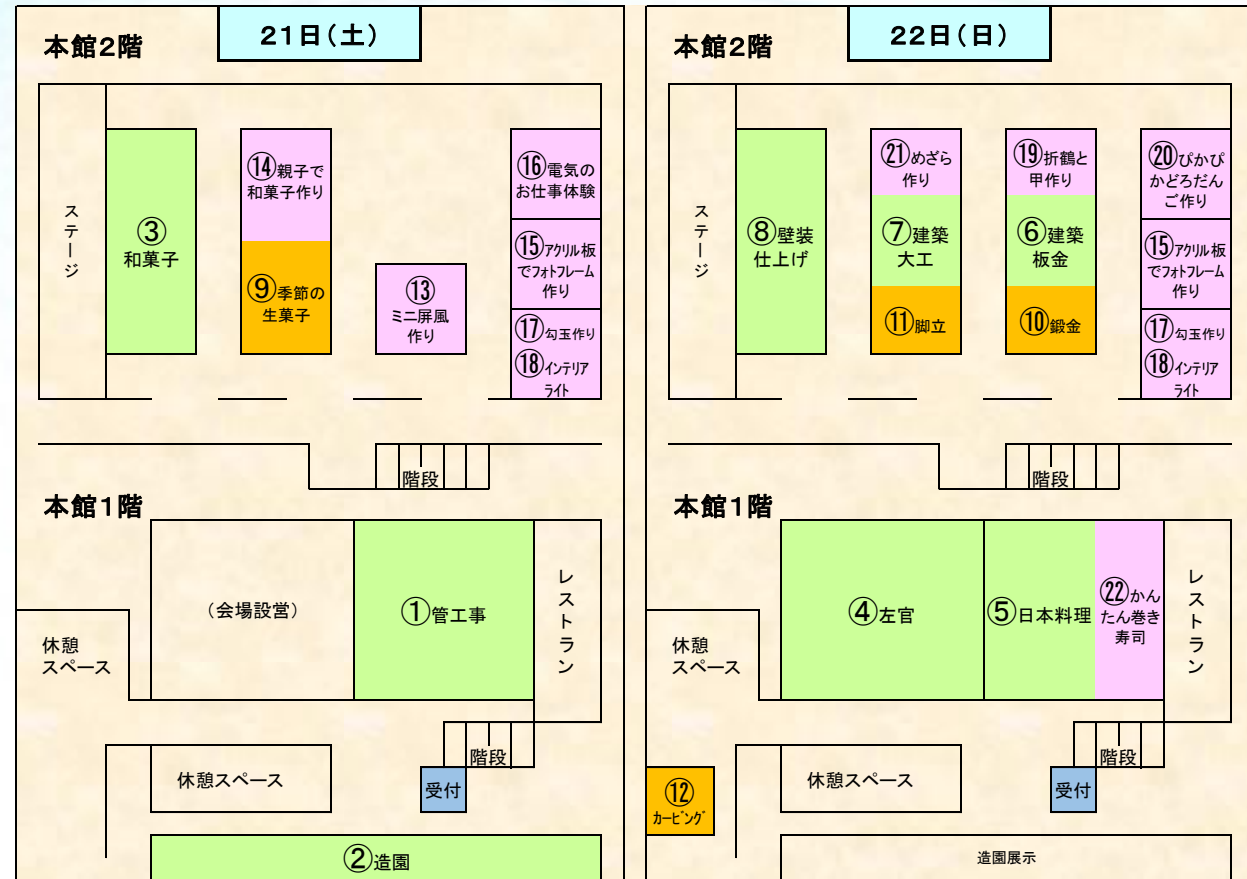 21日(土)
本館2階
ステージ
③
和菓子
⑭親子で
和菓子作り
⑨季節の
生菓子
⑬
ミニ屏風
作り
⑯電気の
お仕事体験
⑮アクリル板
でフォトフレーム
作り
⑰勾玉作り
⑱インテリア
ライト
階段
本館1階
(会場設営)
①管工事
レストラン
休憩
スペース
階段
休憩スペース
受付
②造園
22日(日)
本館2階
ステージ
⑧壁装
仕上げ
㉑めざら
作り
⑦建築
大工
⑪脚立
⑲折鶴と
甲作り
⑥建築
板金
⑩鍛金
⑳ぴかぴ
かどろだん
ご作り
⑮アクリル板
でフォトフレーム
作り
⑰勾玉作り
⑱インテリア
ライト
階段
本館1階
④左官
⑤日本料理
㉒かん
たん巻き
寿司
レストラン
休憩
スペース
階段
⑫
カービング
休憩スペース
受付
造園展示